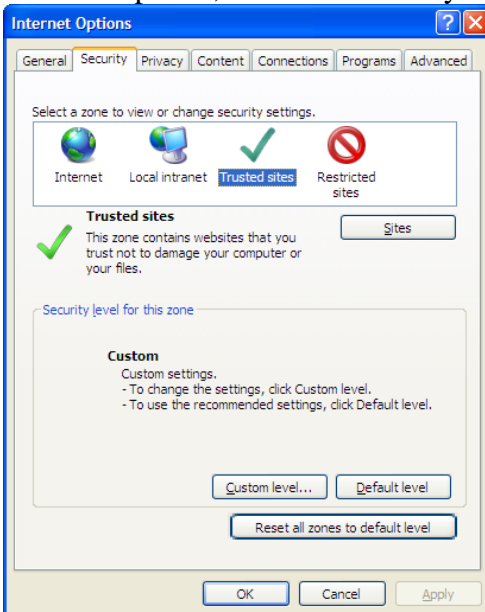 Internet Options
General Security Privacy Content Connections Programs Advanced
Select a zone to view or change security settings.
Internet Local intranet Trusted sites Restricted
sites
Trusted sites
Sites
This zone contains websites that you
trust not to damage your computer or
your files.
Security level for this zone
Custom
Custom settings.
- To change the settings, click Custom level.
- To use the recommended settings, click Default level.
Custom level... Default level
Reset all zones to default level
OK Cancel Apply